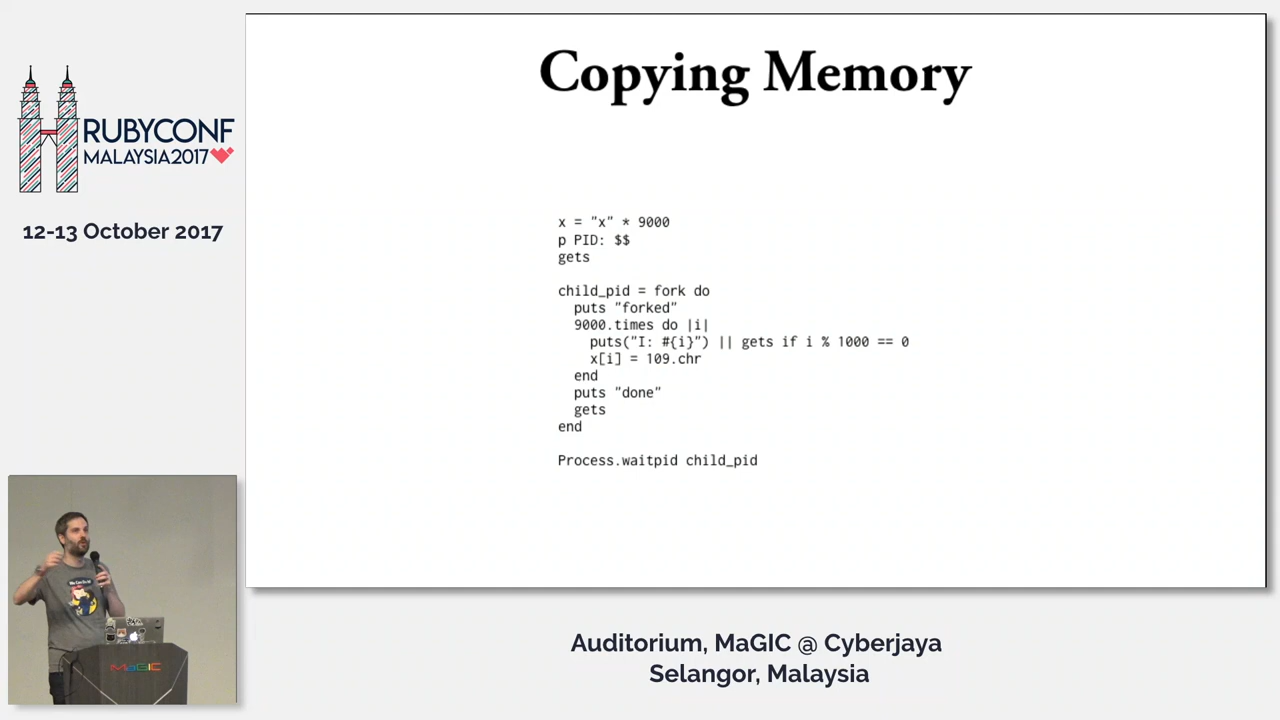 RUBYCONF
MALAYSIA2017
12-13 October 2017
Copying Memory
x = "x" * 9000
p PID: $$
gets
child_pid = fork do
puts "forked"
9000.times do |i|
puts("I: #{i}") || gets if i % 1000 == 0
x[i] = 109.chr
end
puts "done"
gets
end
Process.waitpid child_pid
MaGIC
Auditorium, MaGIC @ Cyberjaya
Selangor, Malaysia